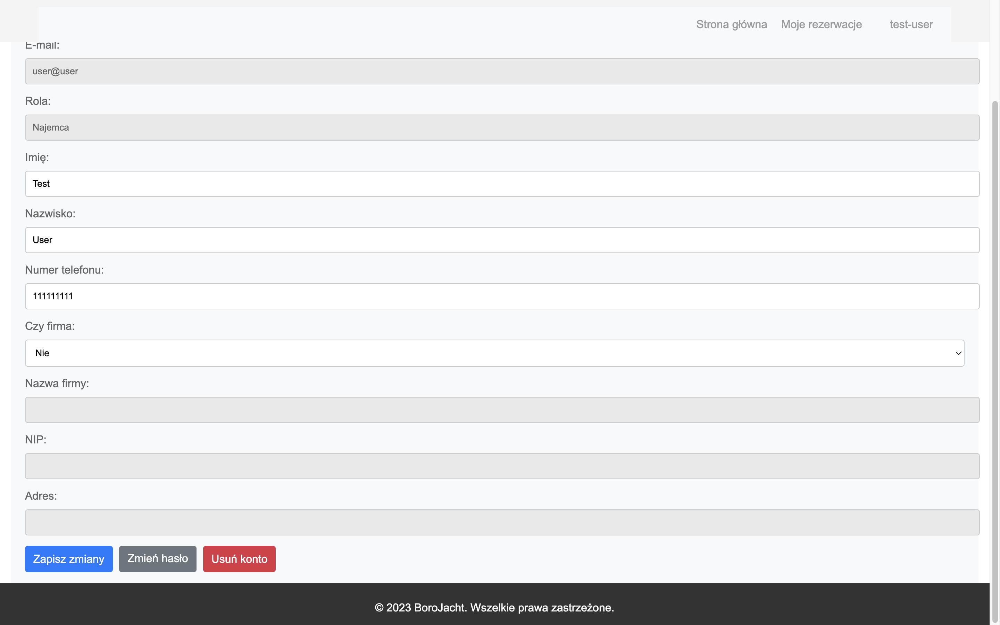 Strona główna Moje rezerwacje test-user
E-mail:
user@user
Rola:
Najemca
Imię:
Test
Nazwisko:
User
Numer telefonu:
111111111
Czy firma:
Nie
Nazwa firmy:
NIP:
Adres:
Zapisz zmiany Zmień hasło Usuń konto
© 2023 BoroJacht. Wszelkie prawa zastrzeżone.